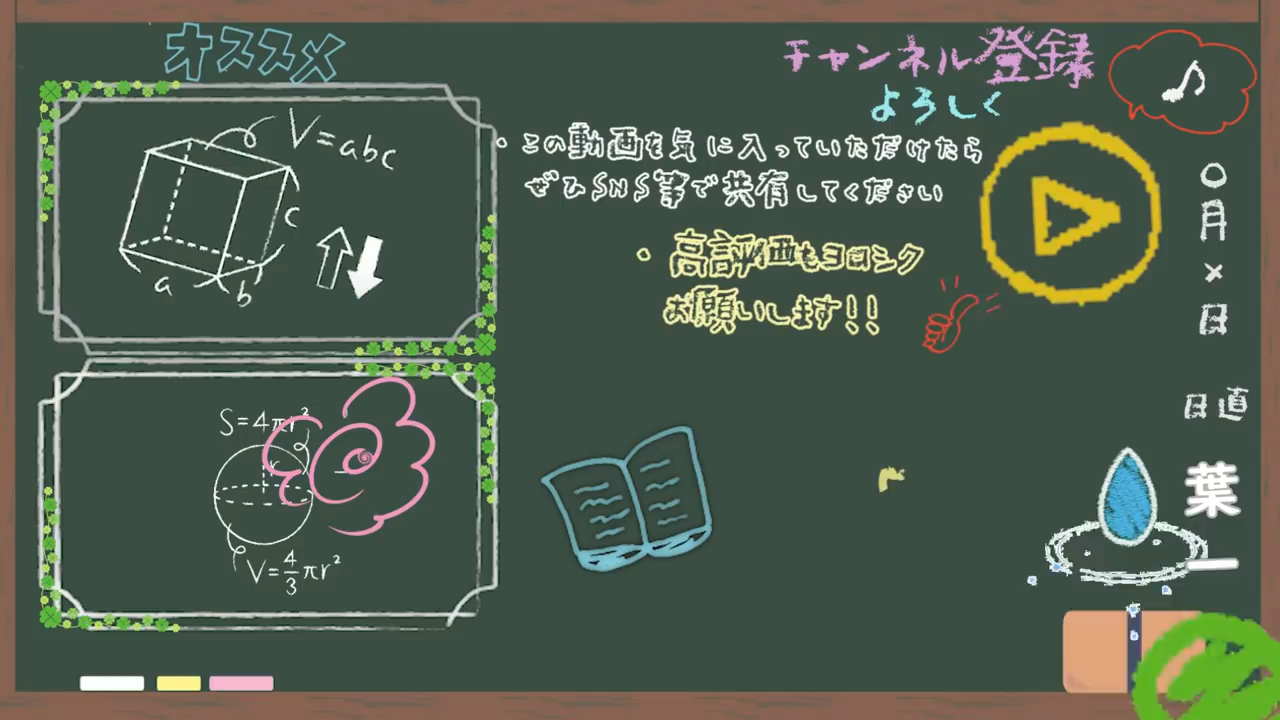 オススメ
チャンネル登録
よろしく
♪
・この動画を気に入っていただけたら
ぜひSNS等で共有してください
・高評価もヨロシク
お願いします!!
V=abc
a
b
c
S=4πr²
r
V=4/3πr²
〇月×日
日直
葉一